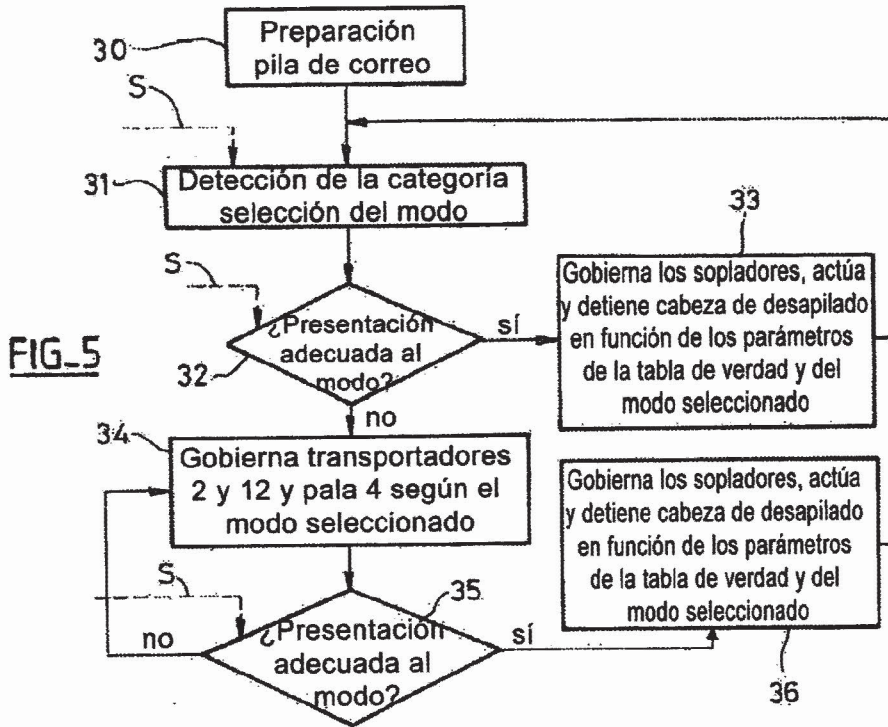 30
Preparación
pila de correo
S
31
Detección de la categoría
selección del modo
S
32
¿Presentación
adecuada al
modo?
sí
no
33
Gobierna los sopladores, actúa
y detiene cabeza de desapilado
en función de los parámetros
de la tabla de verdad y del
modo seleccionado
FIG_5
34
Gobierna transportadores
2 y 12 y pala 4 según el
modo seleccionado
S
35
¿Presentación
adecuada al
modo?
no
sí
Gobierna los sopladores, actúa
y detiene cabeza de desapilado
en función de los parámetros
de la tabla de verdad y del
modo seleccionado
36